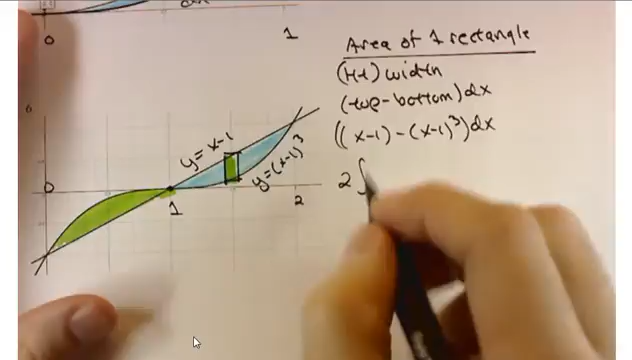 0
1
Area of 1 rectangle
(Ht) width
(top-bottom)dx
((x-1)-(x-1)³)dx
2∫
y=x-1
y=(x-1)³
0
1
2